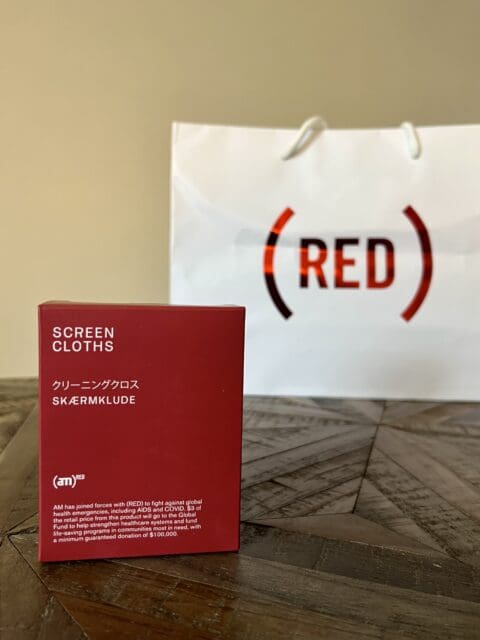 (RED)
SCREEN
CLOTHS
クリーニングクロス
SKÆRMKLUDE
(am)RED
AM has joined forces with (RED) to fight against global
health emergencies, including AIDS and COVID. $3 of
the retail price from this product will go to the Global
Fund to help strengthen healthcare systems and fund
life-saving programs in communities most in need, with
a minimum guaranteed donation of $100,000.